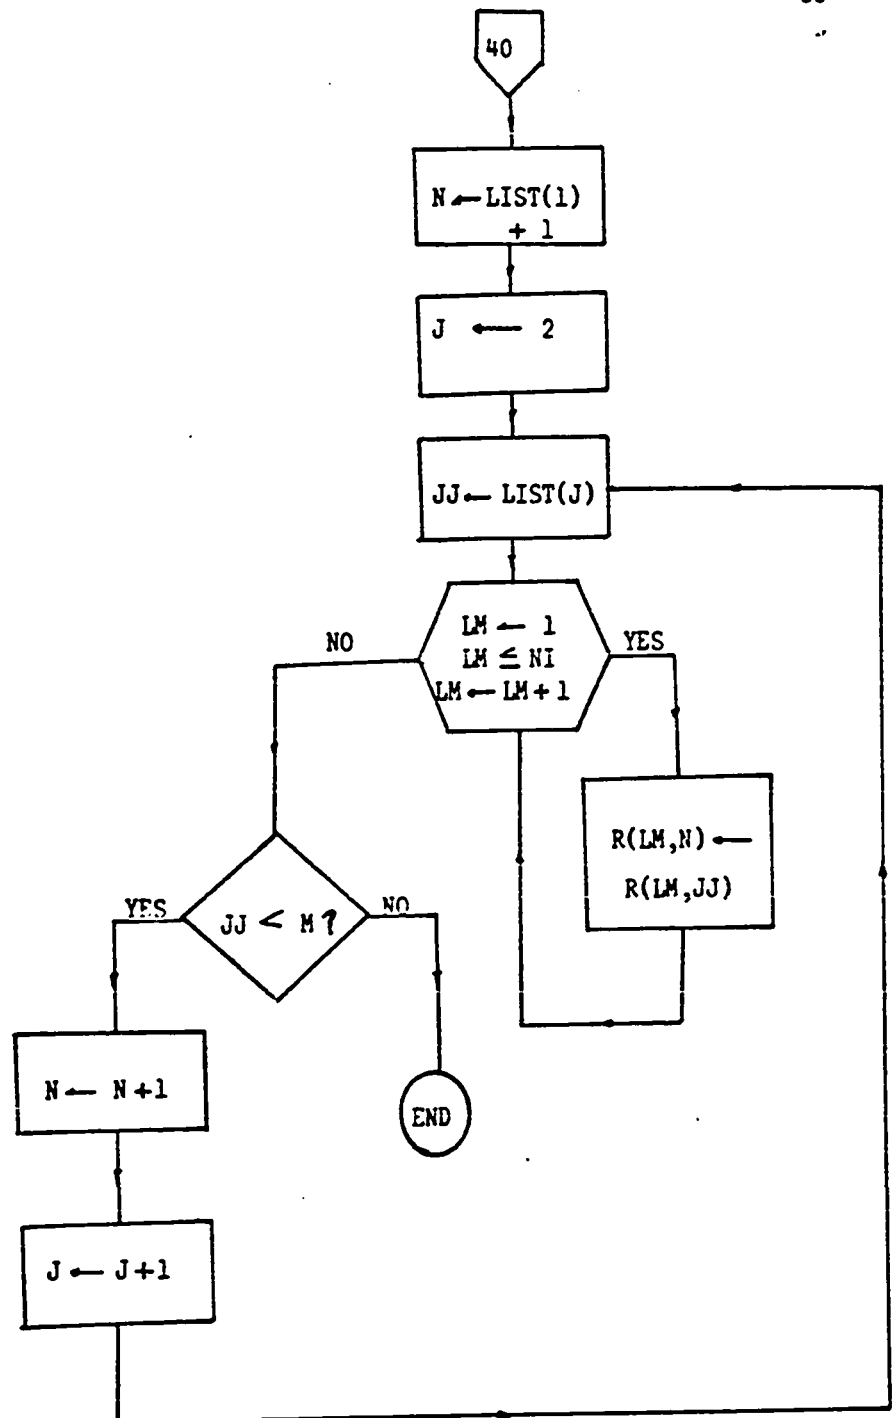 40
N ← LIST(1)
+ 1
J ← 2
JJ ← LIST(J)
LM ← 1
LM ≤ NI
LM ← LM + 1
NO
YES
R(LM,N) ←
R(LM,JJ)
JJ < M ?
YES
NO
N ← N + 1
END
J ← J + 1